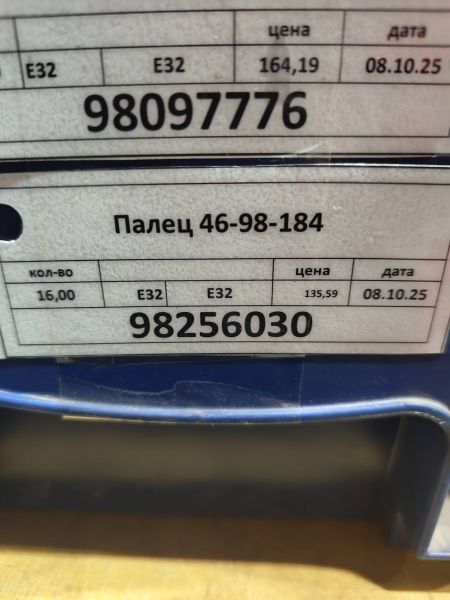 цена дата
E32 E32 164,19 08.10.25
98097776
Палец 46-98-184
кол-во цена дата
16,00 E32 E32 135,59 08.10.25
98256030